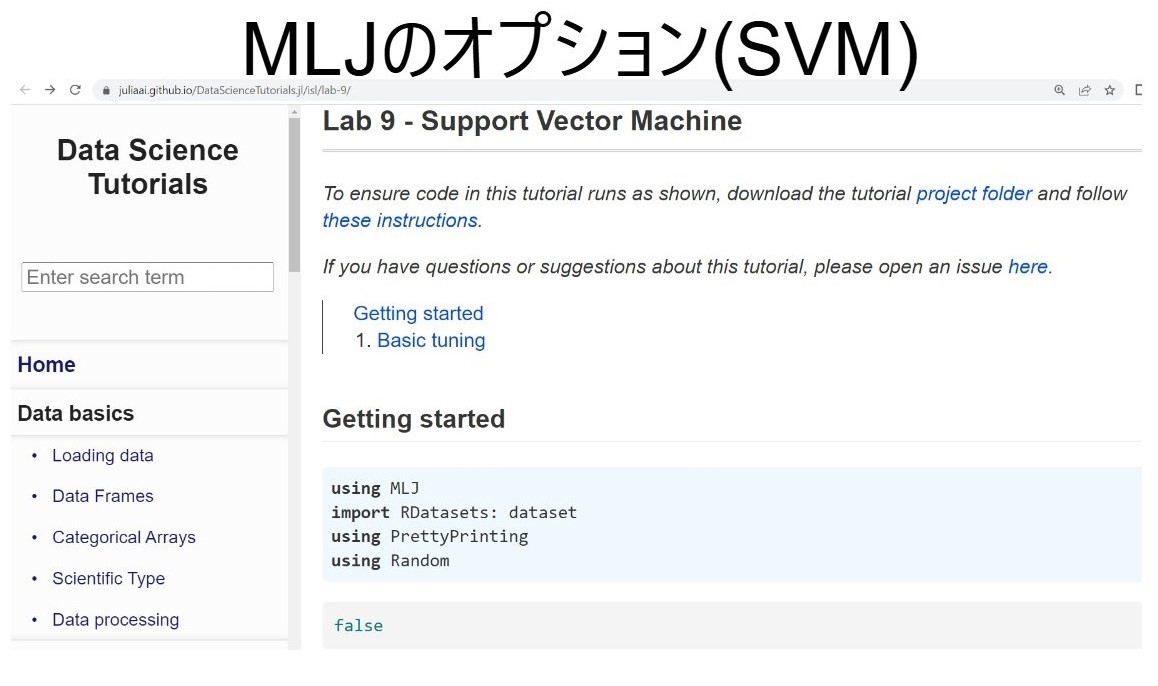 MLJのオプション(SVM)
juliaai.github.io/DataScienceTutorials.jl/isl/lab-9/
Data Science
Tutorials
Enter search term
Home
Data basics
• Loading data
• Data Frames
• Categorical Arrays
• Scientific Type
• Data processing
Lab 9 - Support Vector Machine
To ensure code in this tutorial runs as shown, download the tutorial project folder and follow
these instructions.
If you have questions or suggestions about this tutorial, please open an issue here.
Getting started
1. Basic tuning
Getting started
using MLJ
import RDatasets: dataset
using PrettyPrinting
using Random
false